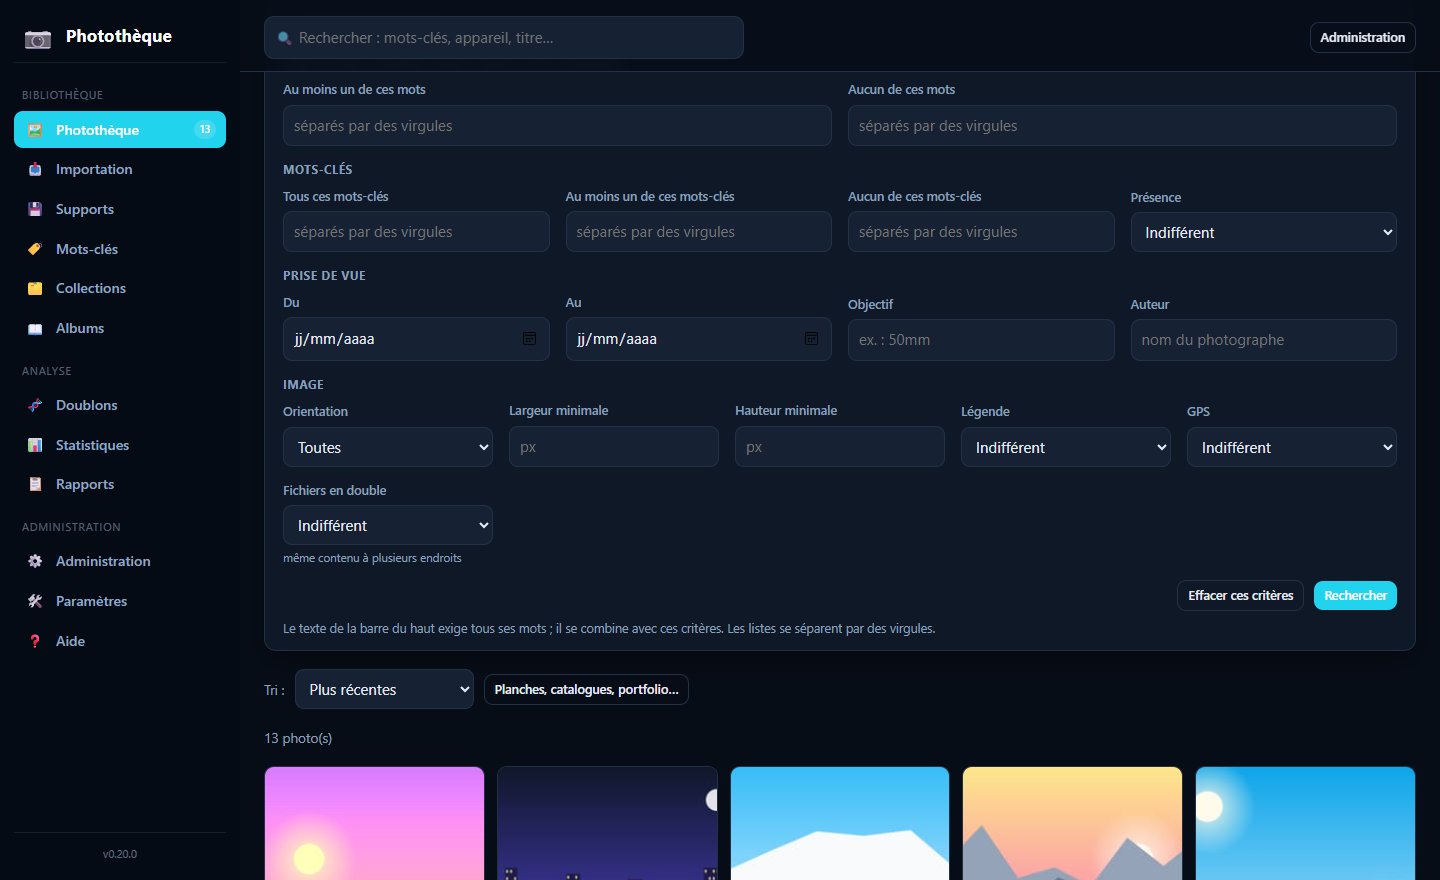 Photothèque
Rechercher : mots-clés, appareil, titre...
Administration
BIBLIOTHÈQUE
Photothèque 13
Importation
Supports
Mots-clés
Collections
Albums
ANALYSE
Doublons
Statistiques
Rapports
ADMINISTRATION
Administration
Paramètres
Aide
v0.20.0
Au moins un de ces mots
Aucun de ces mots
séparés par des virgules
séparés par des virgules
MOTS-CLÉS
Tous ces mots-clés
Au moins un de ces mots-clés
Aucun de ces mots-clés
Présence
séparés par des virgules
séparés par des virgules
séparés par des virgules
Indifférent
PRISE DE VUE
Du
Au
Objectif
Auteur
jj/mm/aaaa
jj/mm/aaaa
ex. : 50mm
nom du photographe
IMAGE
Orientation
Largeur minimale
Hauteur minimale
Légende
GPS
Toutes
px
px
Indifférent
Indifférent
Fichiers en double
Indifférent
même contenu à plusieurs endroits
Effacer ces critères
Rechercher
Le texte de la barre du haut exige tous ses mots ; il se combine avec ces critères. Les listes se séparent par des virgules.
Tri :
Plus récentes
Planches, catalogues, portfolio...
13 photo(s)